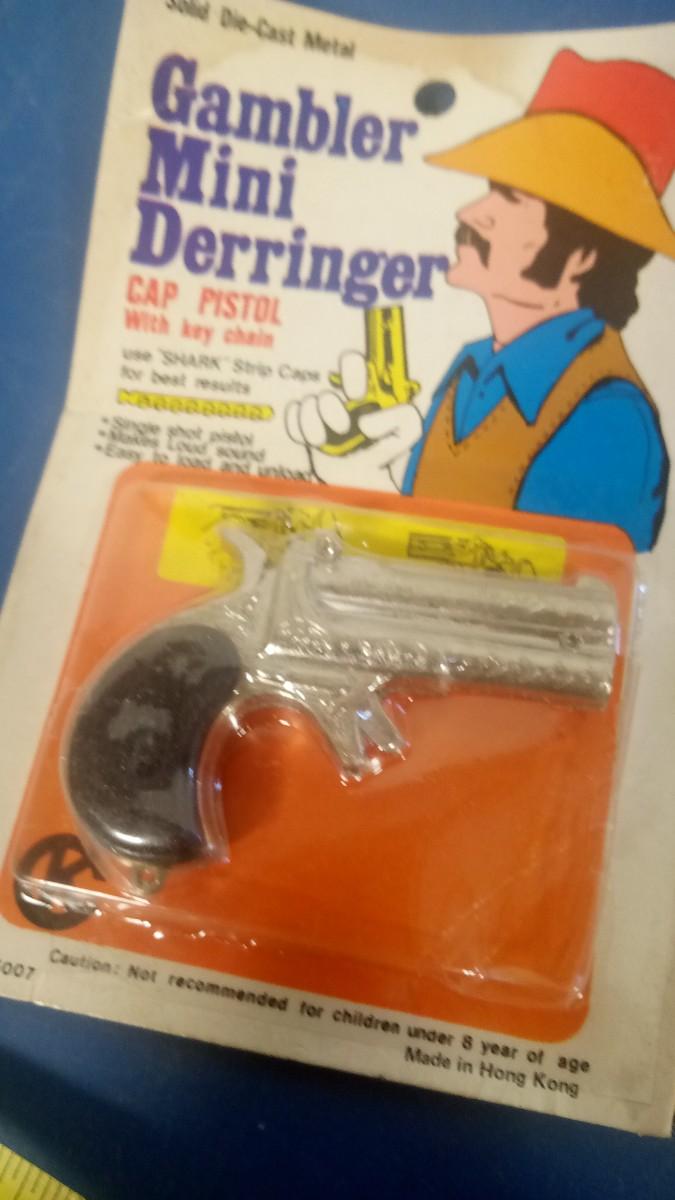 Solid Die-Cast Metal
Gambler
Mini
Derringer
CAP PISTOL
With key chain
use "SHARK" Strip Caps
for best results
•Single shot pistol
•Makes Loud sound
•Easy to load and unload
K
5007
Caution: Not recommended for children under 8 year of age
Made in Hong Kong